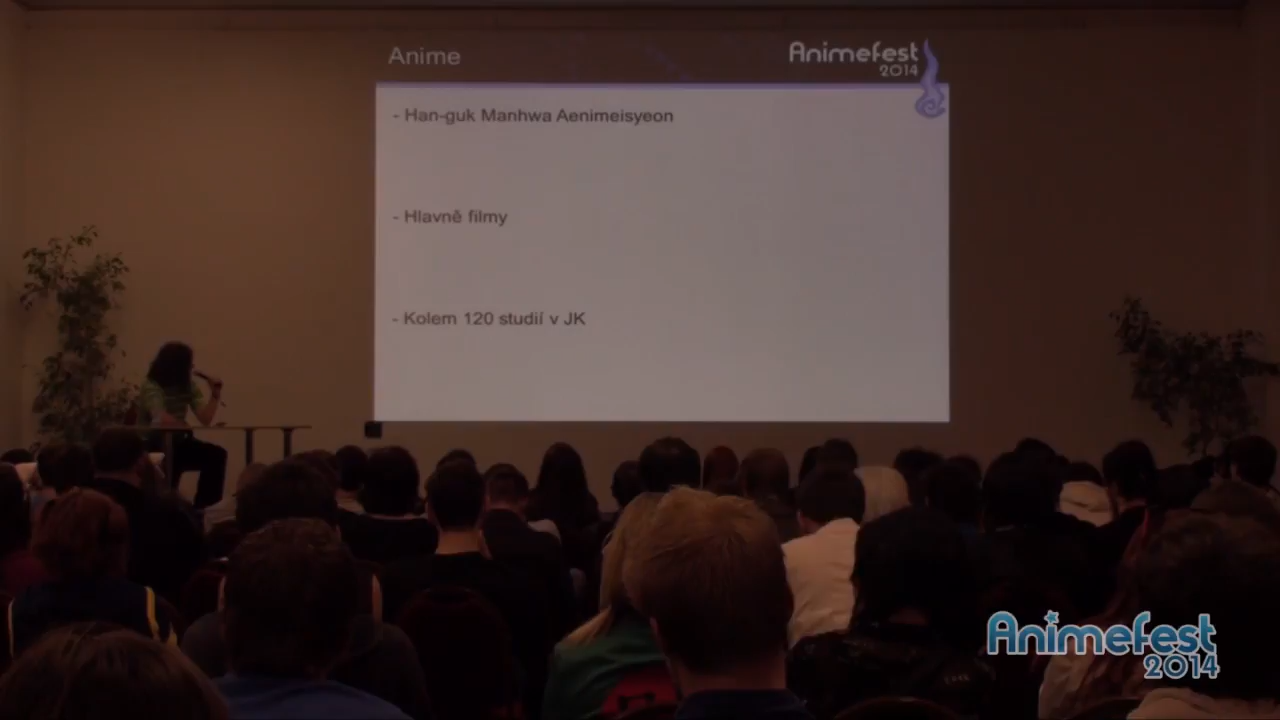 Anime
Animefest
2014
- Han-guk Manhwa Aenimeisyeon
- Hlavně filmy
- Kolem 120 studií v JK
Animefest
2014